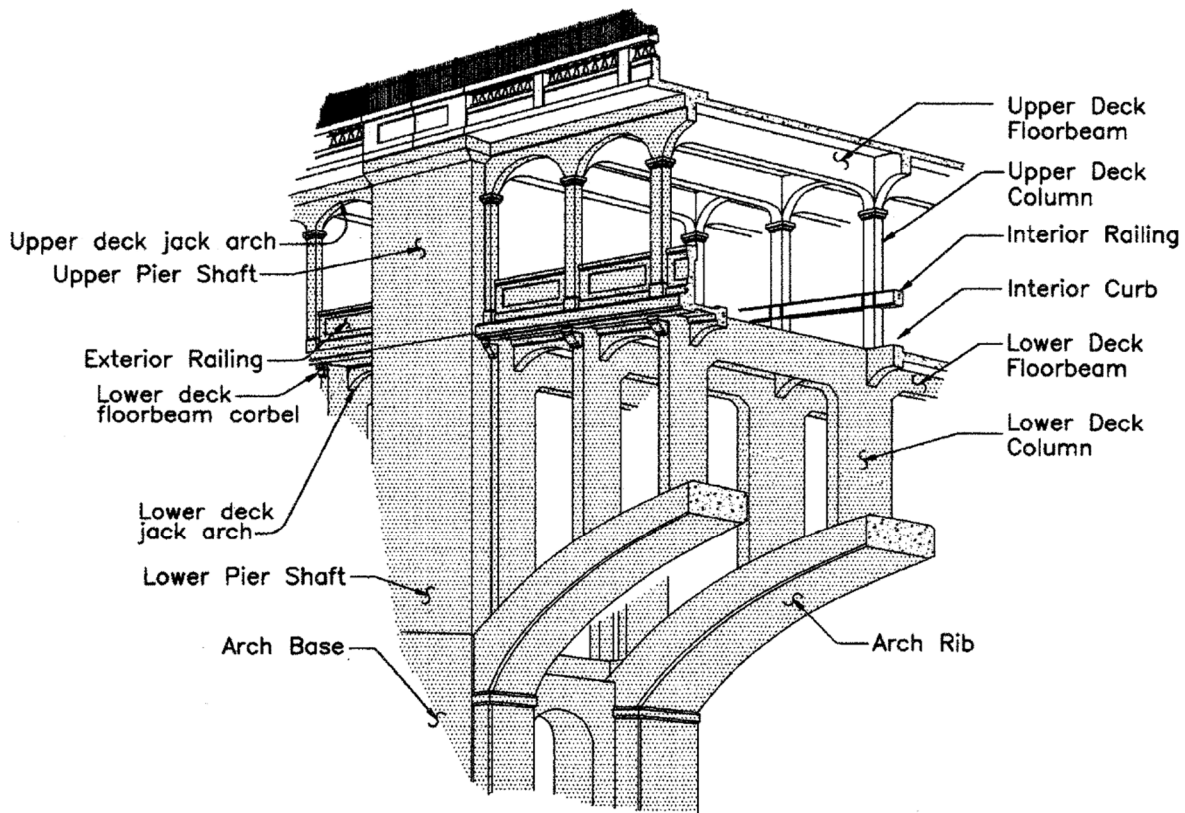 Upper Deck
Floorbeam
Upper Deck
Column
Interior Railing
Interior Curb
Lower Deck
Floorbeam
Lower Deck
Column
Arch Rib
Upper deck jack arch
Upper Pier Shaft
Exterior Railing
Lower deck
floorbeam corbel
Lower deck
jack arch
Lower Pier Shaft
Arch Base